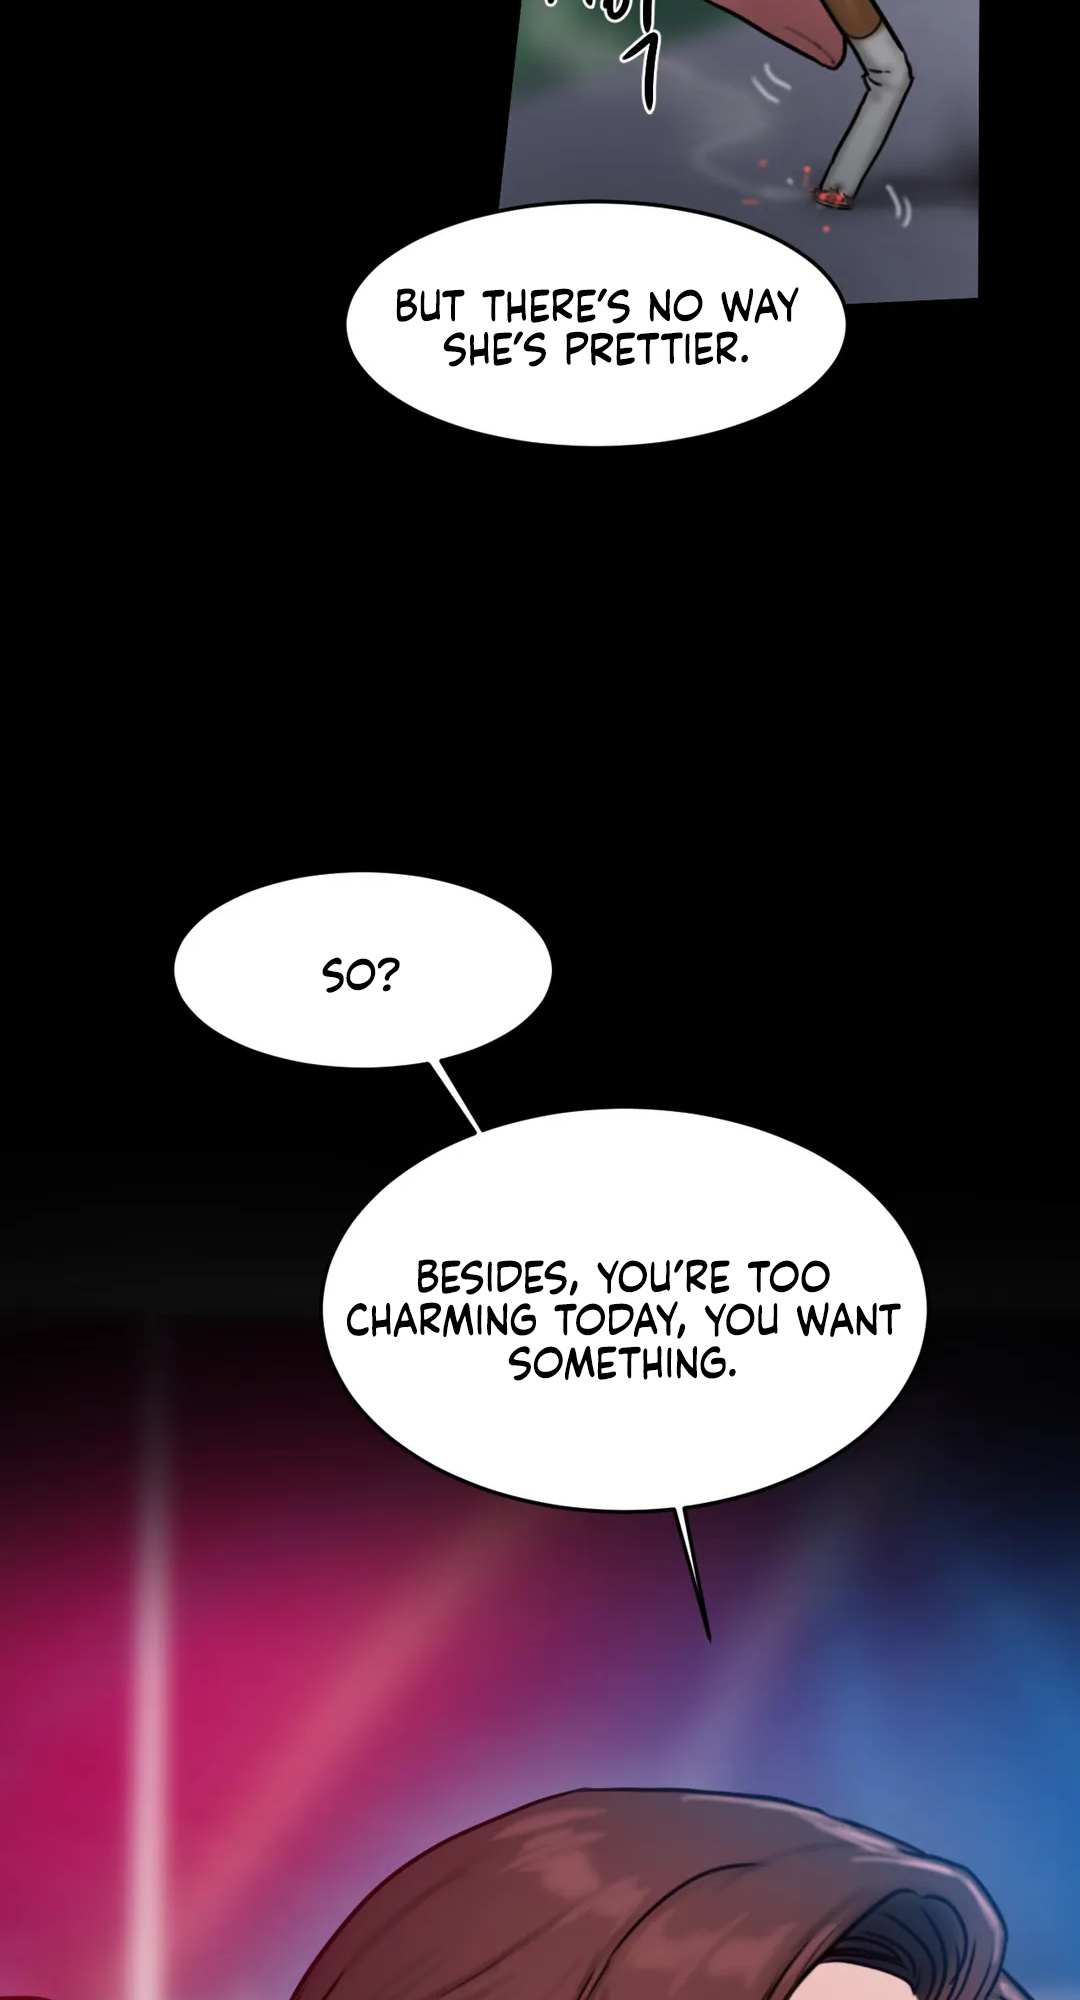 BUT THERE'S NO WAY
SHE'S PRETTIER.
SO?
BESIDES, YOU'RE TOO
CHARMING TODAY, YOU WANT
SOMETHING.